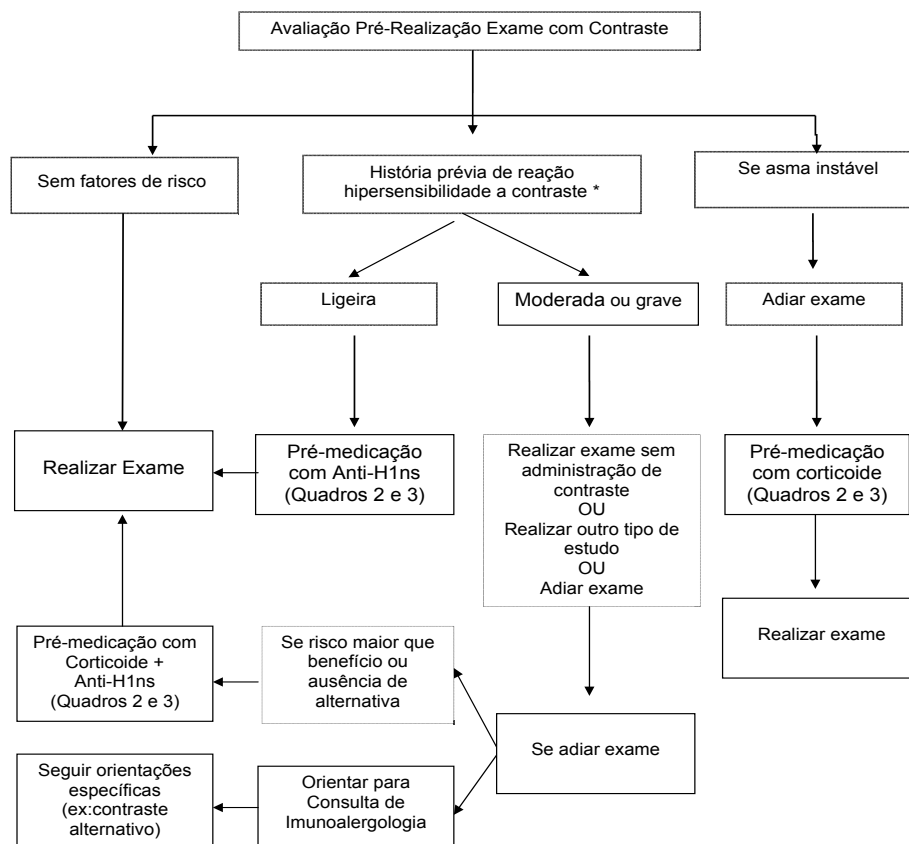 Avaliação Pré-Realização Exame com Contraste
Sem fatores de risco
História prévia de reação
hipersensibilidade a contraste *
Se asma instável
Ligeira
Moderada ou grave
Adiar exame
Realizar Exame
Pré-medicação
com Anti-H1ns
(Quadros 2 e 3)
Realizar exame sem
administração de
contraste
OU
Realizar outro tipo de
estudo
OU
Adiar exame
Pré-medicação
com corticoide
(Quadros 2 e 3)
Realizar exame
Pré-medicação com
Corticoide +
Anti-H1ns
(Quadros 2 e 3)
Se risco maior que
benefício ou
ausência de
alternativa
Se adiar exame
Seguir orientações
específicas
(ex:contraste
alternativo)
Orientar para
Consulta de
Imunoalergologia